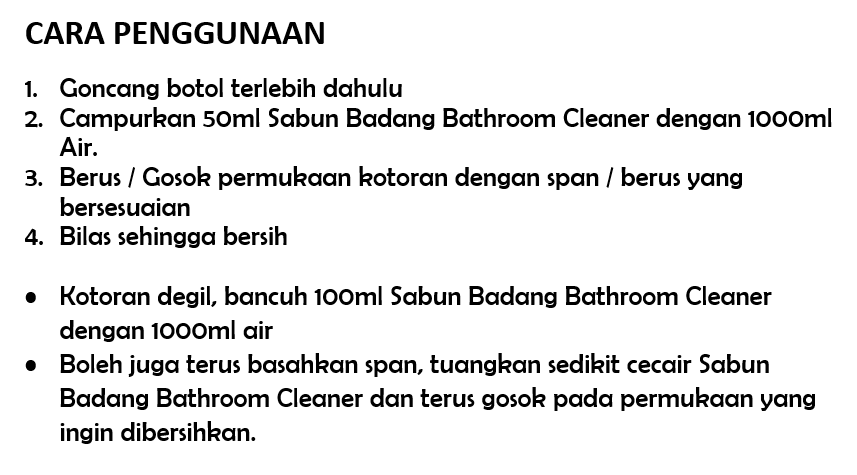 CARA PENGGUNAAN
1. Goncang botol terlebih dahulu
2. Campurkan 50ml Sabun Badang Bathroom Cleaner dengan 1000ml
Air.
3. Berus / Gosok permukaan kotoran dengan span / berus yang
bersesuaian
4. Bilas sehingga bersih
• Kotoran degil, bancuh 100ml Sabun Badang Bathroom Cleaner
dengan 1000ml air
• Boleh juga terus basahkan span, tuangkan sedikit cecair Sabun
Badang Bathroom Cleaner dan terus gosok pada permukaan yang
ingin dibersihkan.